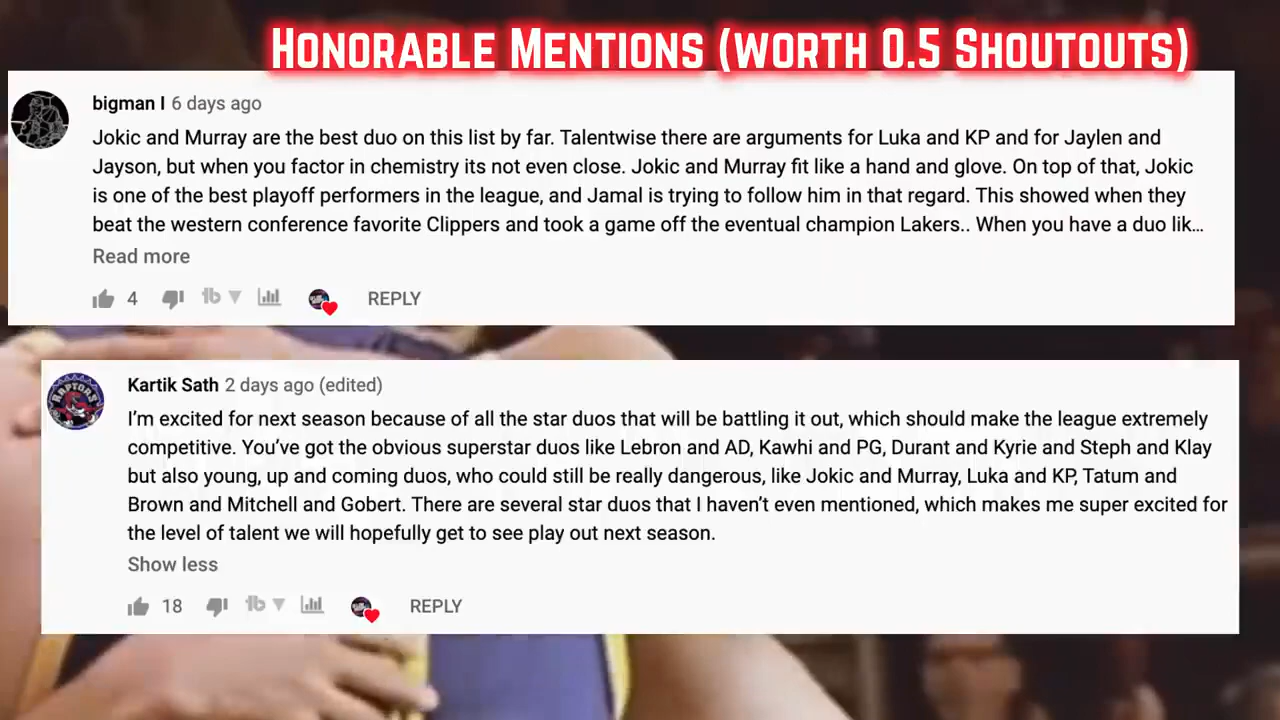 Honorable Mentions (worth 0.5 Shoutouts)
bigman I 6 days ago
Jokic and Murray are the best duo on this list by far. Talentwise there are arguments for Luka and KP and for Jaylen and
Jayson, but when you factor in chemistry its not even close. Jokic and Murray fit like a hand and glove. On top of that, Jokic
is one of the best playoff performers in the league, and Jamal is trying to follow him in that regard. This showed when they
beat the western conference favorite Clippers and took a game off the eventual champion Lakers.. When you have a duo lik...
Read more
4 tb REPLY
RAPTORS
Kartik Sath 2 days ago (edited)
I'm excited for next season because of all the star duos that will be battling it out, which should make the league extremely
competitive. You've got the obvious superstar duos like Lebron and AD, Kawhi and PG, Durant and Kyrie and Steph and Klay
but also young, up and coming duos, who could still be really dangerous, like Jokic and Murray, Luka and KP, Tatum and
Brown and Mitchell and Gobert. There are several star duos that I haven't even mentioned, which makes me super excited for
the level of talent we will hopefully get to see play out next season.
Show less
18 tb REPLY